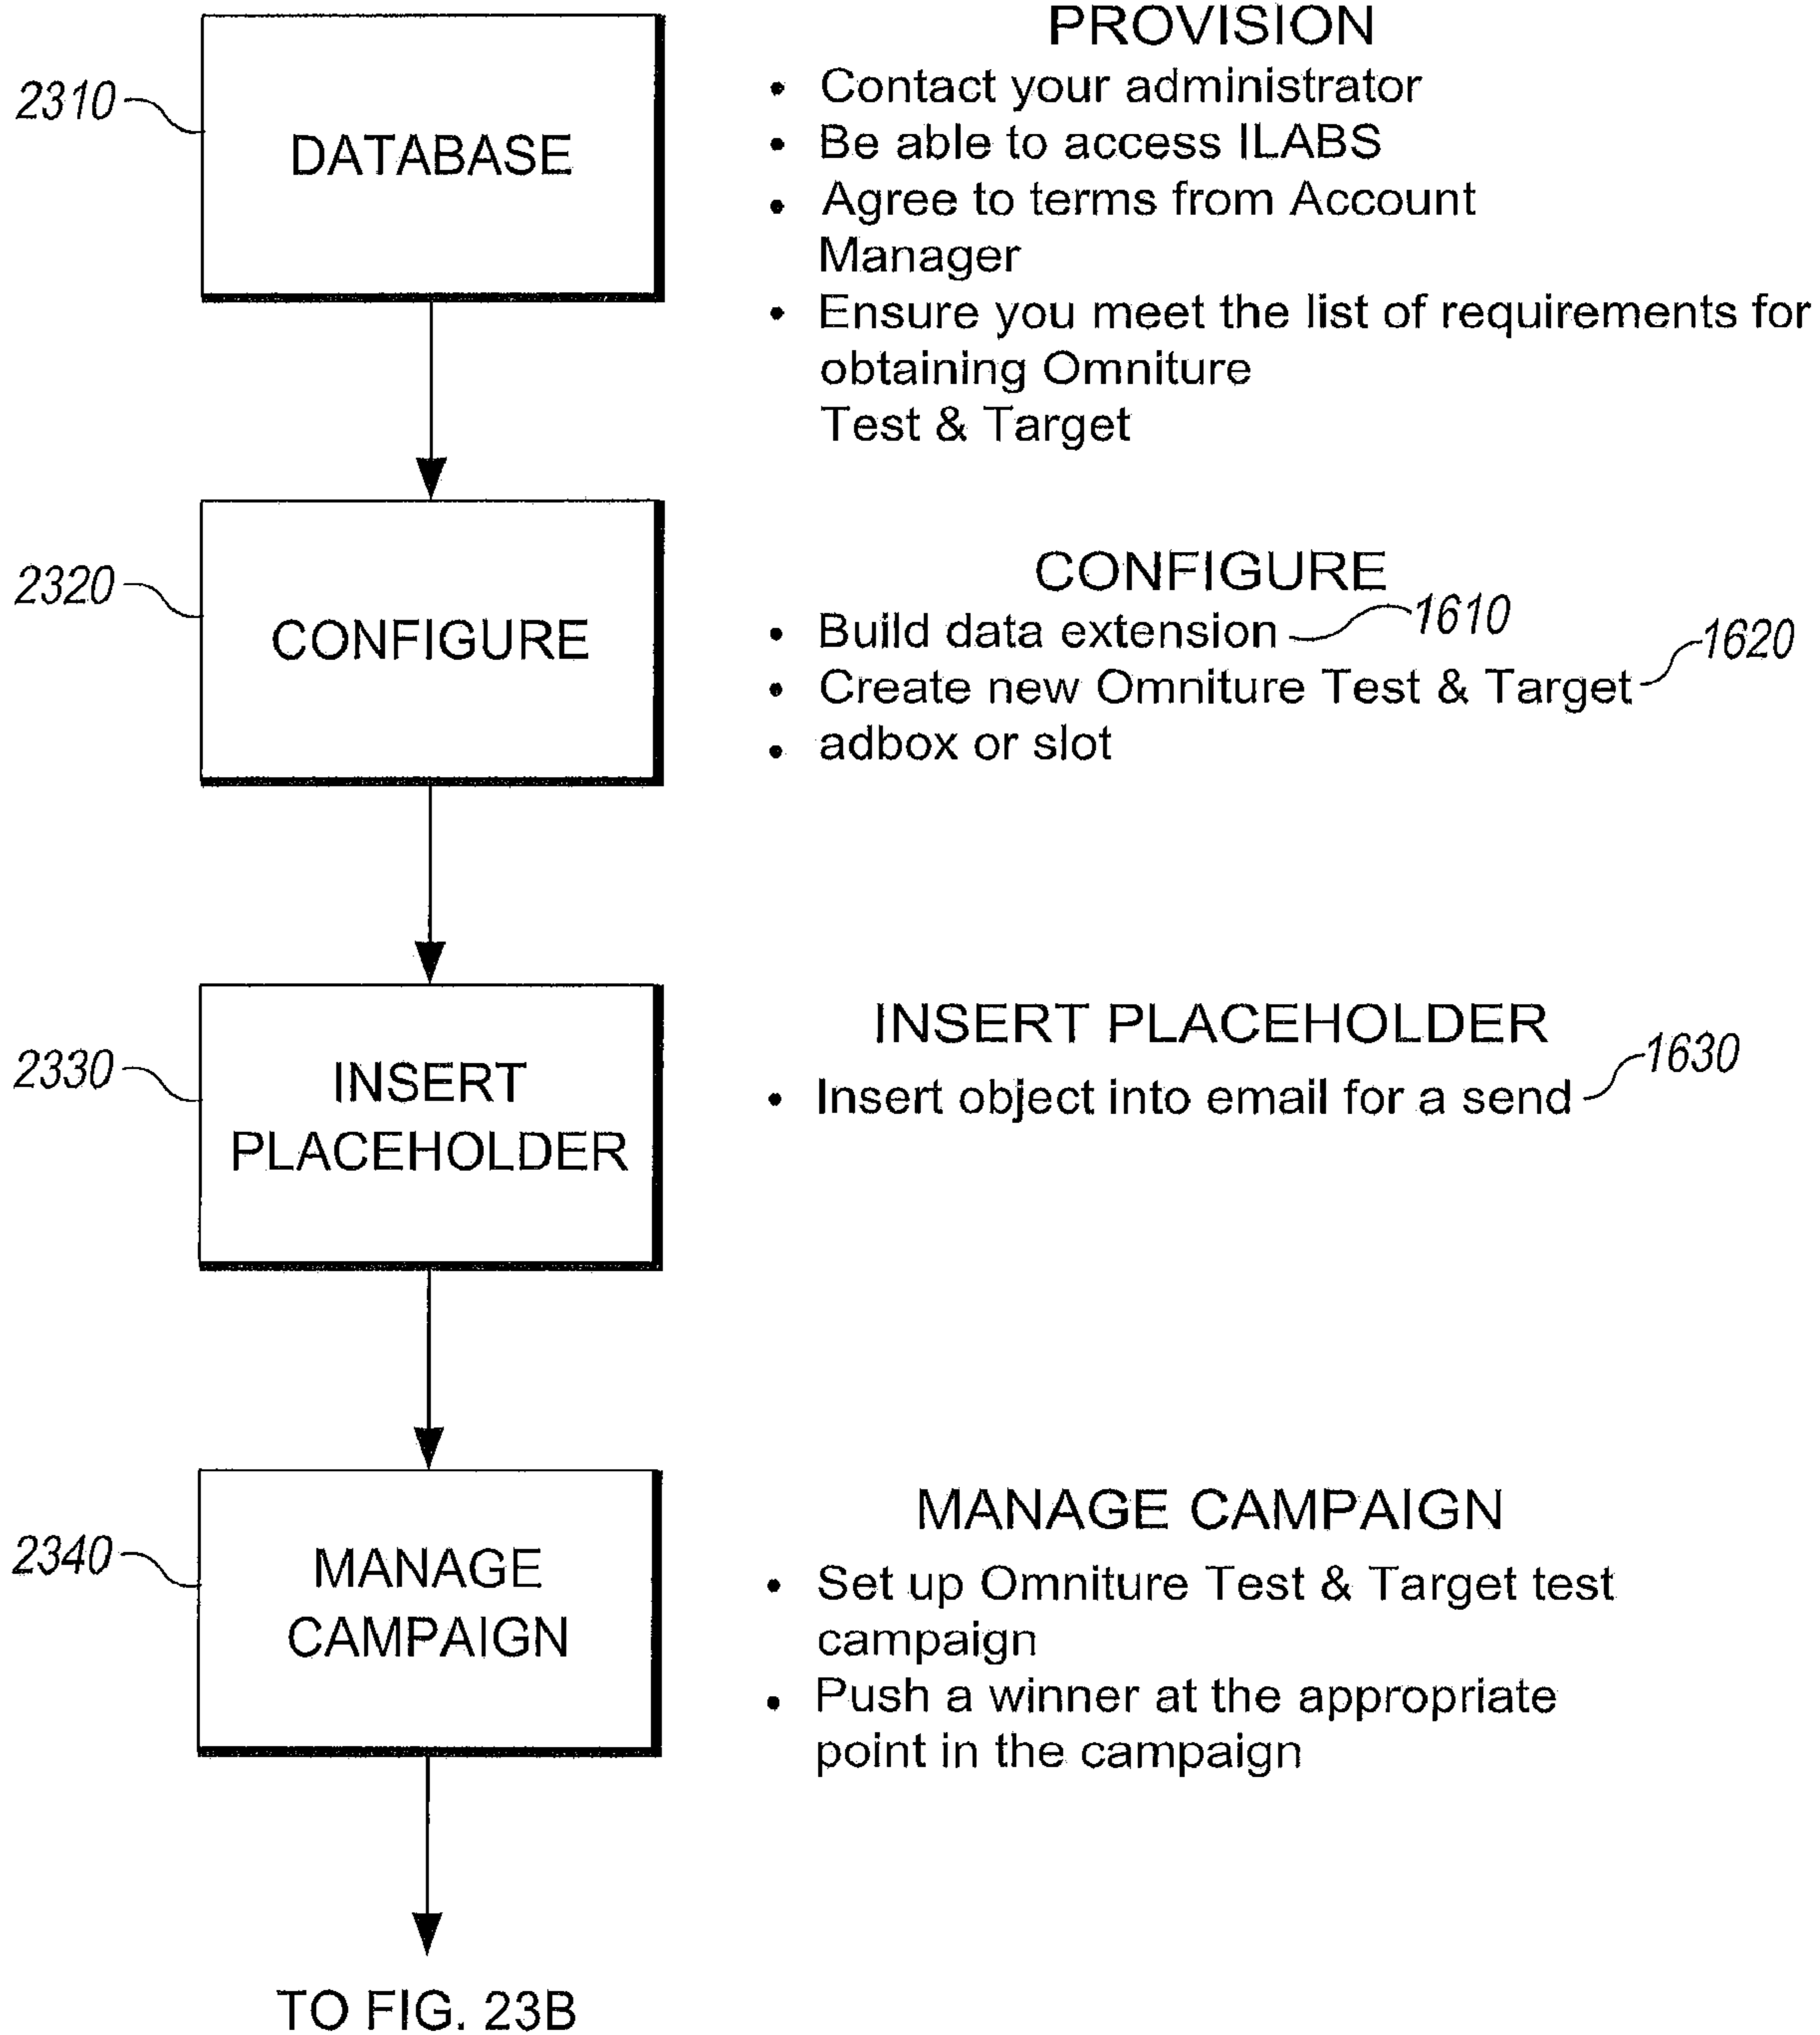 PROVISION
2310
DATABASE
• Contact your administrator
• Be able to access ILABS
• Agree to terms from Account
Manager
• Ensure you meet the list of requirements for
obtaining Omniture
Test & Target
2320
CONFIGURE
CONFIGURE
• Build data extension 1610
• Create new Omniture Test & Target 1620
• adbox or slot
2330
INSERT
PLACEHOLDER
INSERT PLACEHOLDER
• Insert object into email for a send 1630
2340
MANAGE
CAMPAIGN
MANAGE CAMPAIGN
• Set up Omniture Test & Target test
campaign
• Push a winner at the appropriate
point in the campaign
TO FIG. 23B